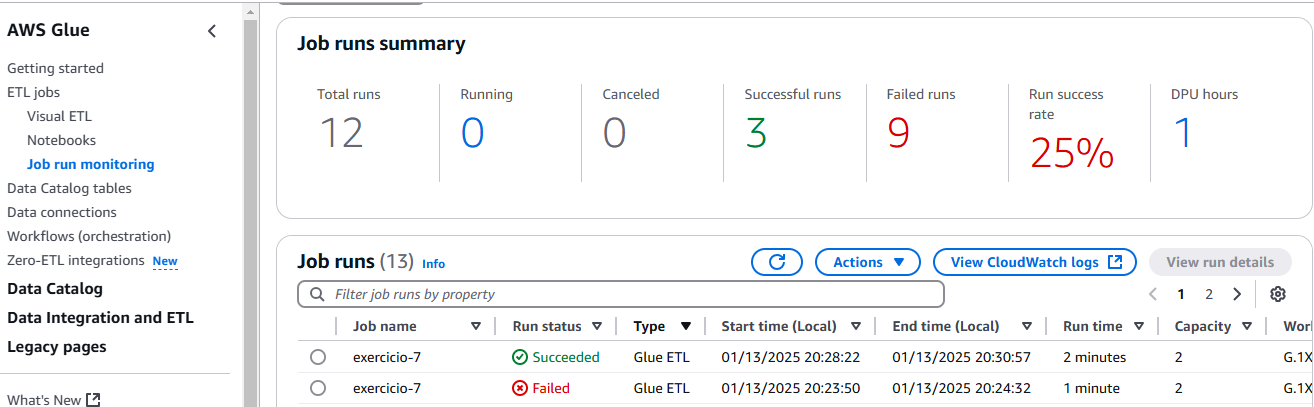 AWS Glue
Getting started
ETL jobs
Visual ETL
Notebooks
Job run monitoring
Data Catalog tables
Data connections
Workflows (orchestration)
Zero-ETL integrations New
Data Catalog
Data Integration and ETL
Legacy pages
What's New
Job runs summary
Total runs
12
Running
0
Canceled
0
Successful runs
3
Failed runs
9
Run success
rate
25%
DPU hours
1
Job runs (13) Info
Actions
View CloudWatch logs
View run details
Filter job runs by property
1 2
Job name Run status Type Start time (Local) End time (Local) Run time Capacity
exercicio-7 Succeeded Glue ETL 01/13/2025 20:28:22 01/13/2025 20:30:57 2 minutes 2 G.1X
exercicio-7 Failed Glue ETL 01/13/2025 20:23:50 01/13/2025 20:24:32 1 minute 2 G.1X